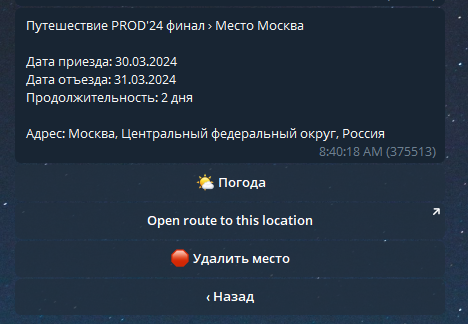 Путешествие PROD'24 финал › Место Москва
Дата приезда: 30.03.2024
Дата отъезда: 31.03.2024
Продолжительность: 2 дня
Адрес: Москва, Центральный федеральный округ, Россия
8:40:18 AM (375513)
Погода
Open route to this location
Удалить место
‹ Назад